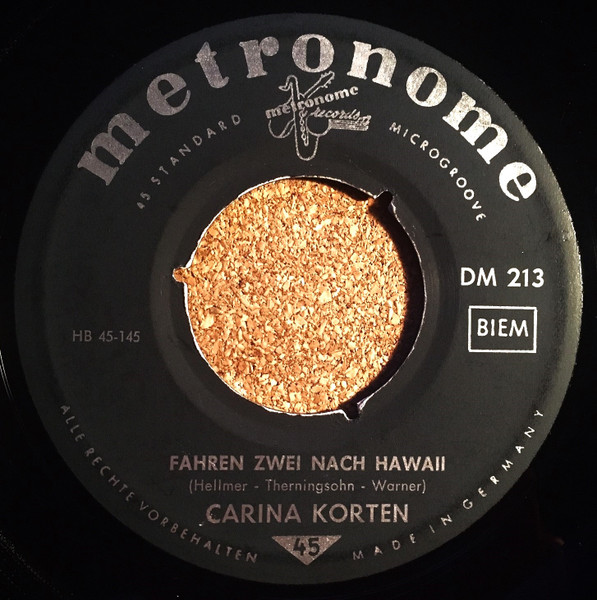 metronome
metronome
records
45 STANDARD
MICROGROOVE
DM 213
BIEM
HB 45-145
FAHREN ZWEI NACH HAWAII
(Hellmer - Therningsohn - Warner)
CARINA KORTEN
45
ALLE RECHTE VORBEHALTEN
MADE IN GERMANY